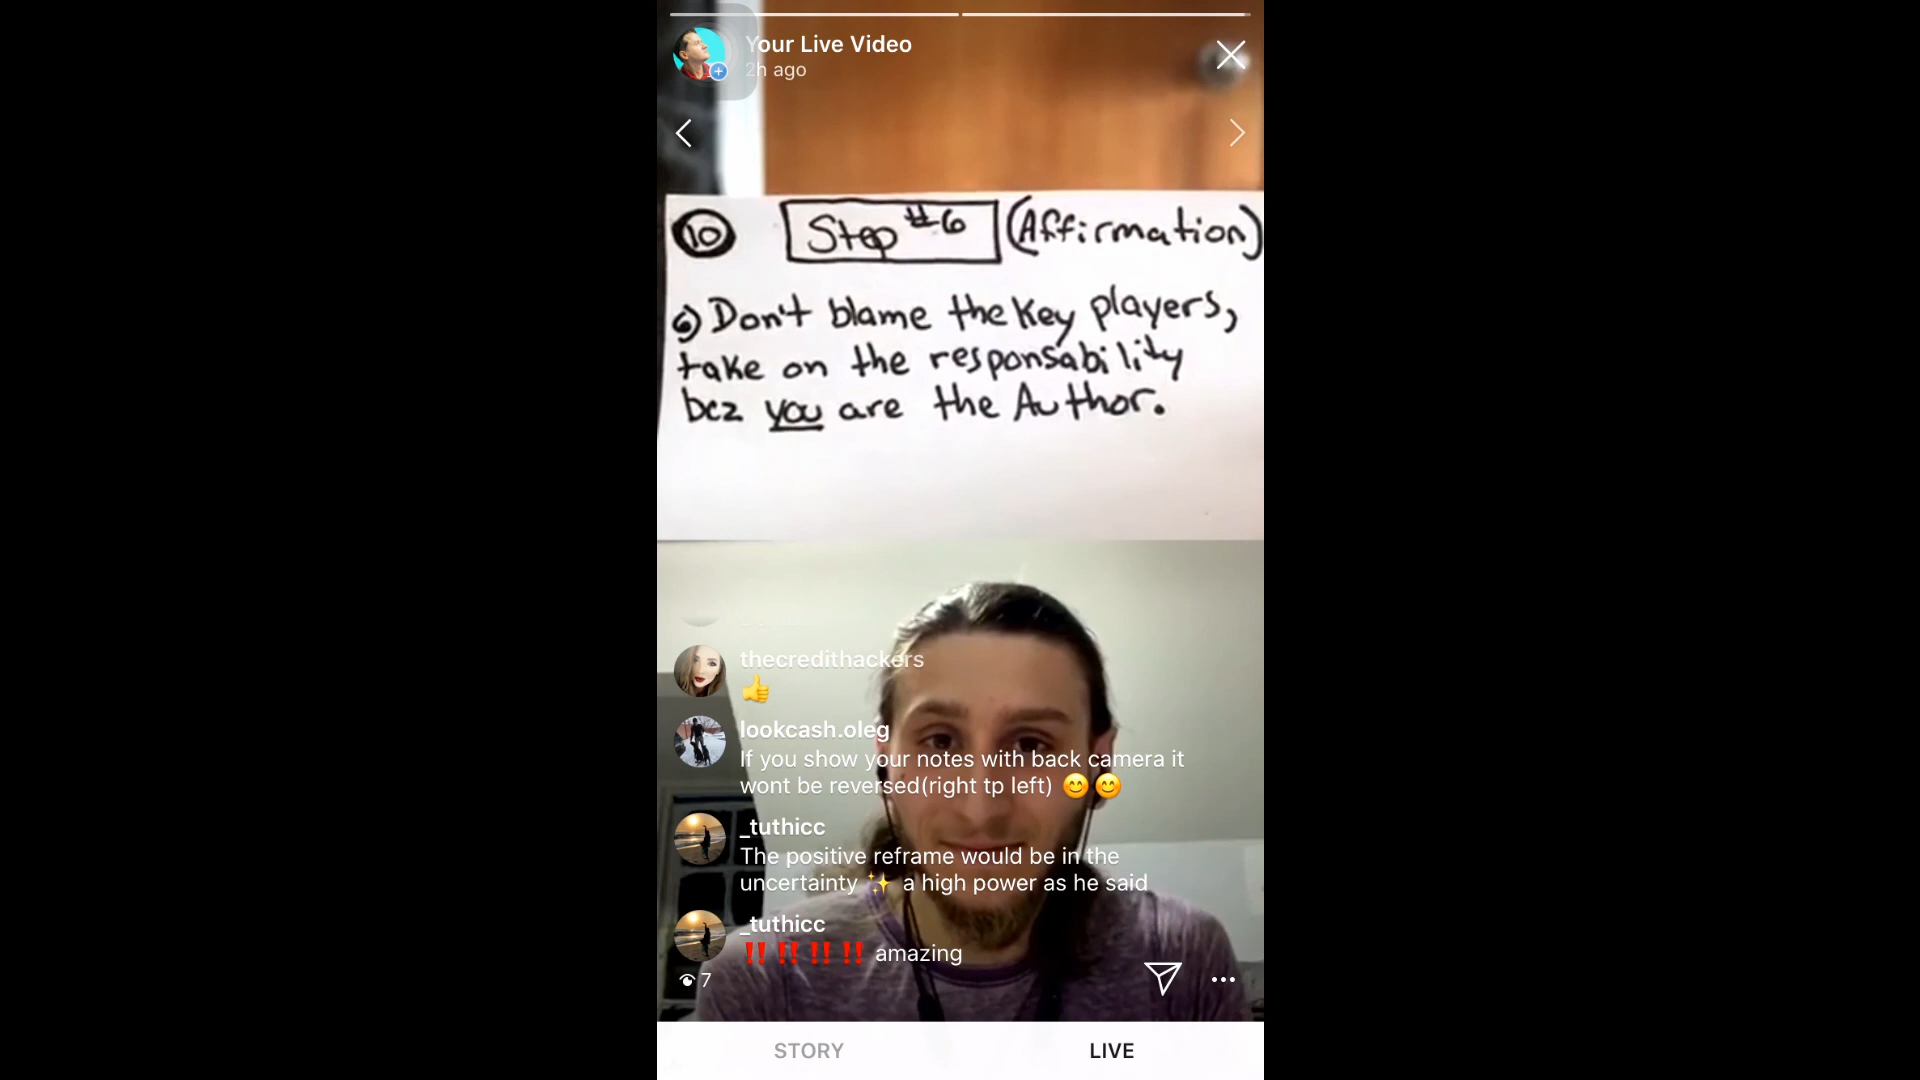 Your Live Video
2h ago
10 Step #6 (Affirmation)
6) Don't blame the key players,
take on the responsability
bcz you are the Author.
thecredithackers
👍
lookcash.oleg
If you show your notes with back camera it
wont be reversed(right tp left) 😊 😊
_tuthicc
The positive reframe would be in the
uncertainty ✨ a high power as he said
_tuthicc
‼️ ‼️ ‼️ ‼️ amazing
7
STORY LIVE